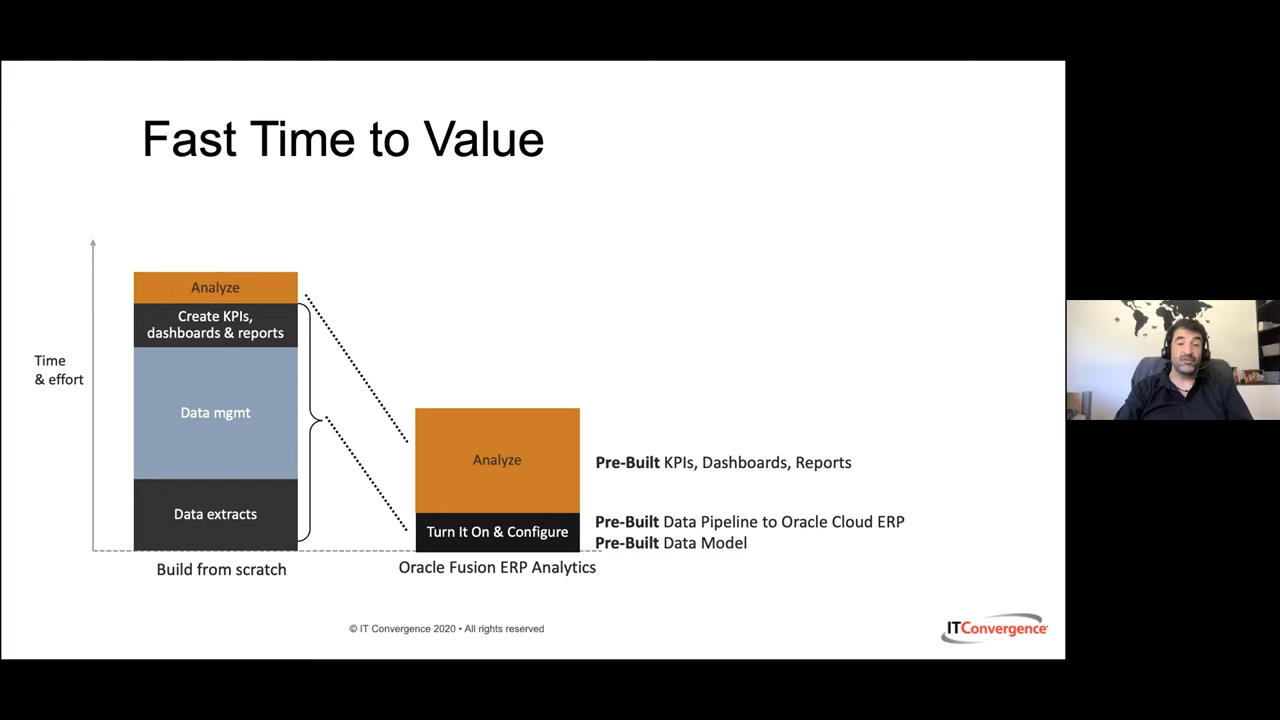 Fast Time to Value
Time
& effort
Analyze
Create KPIs,
dashboards & reports
Data mgmt
Data extracts
Build from scratch
Analyze
Turn It On & Configure
Oracle Fusion ERP Analytics
Pre-Built KPIs, Dashboards, Reports
Pre-Built Data Pipeline to Oracle Cloud ERP
Pre-Built Data Model
© IT Convergence 2020 • All rights reserved
ITConvergence